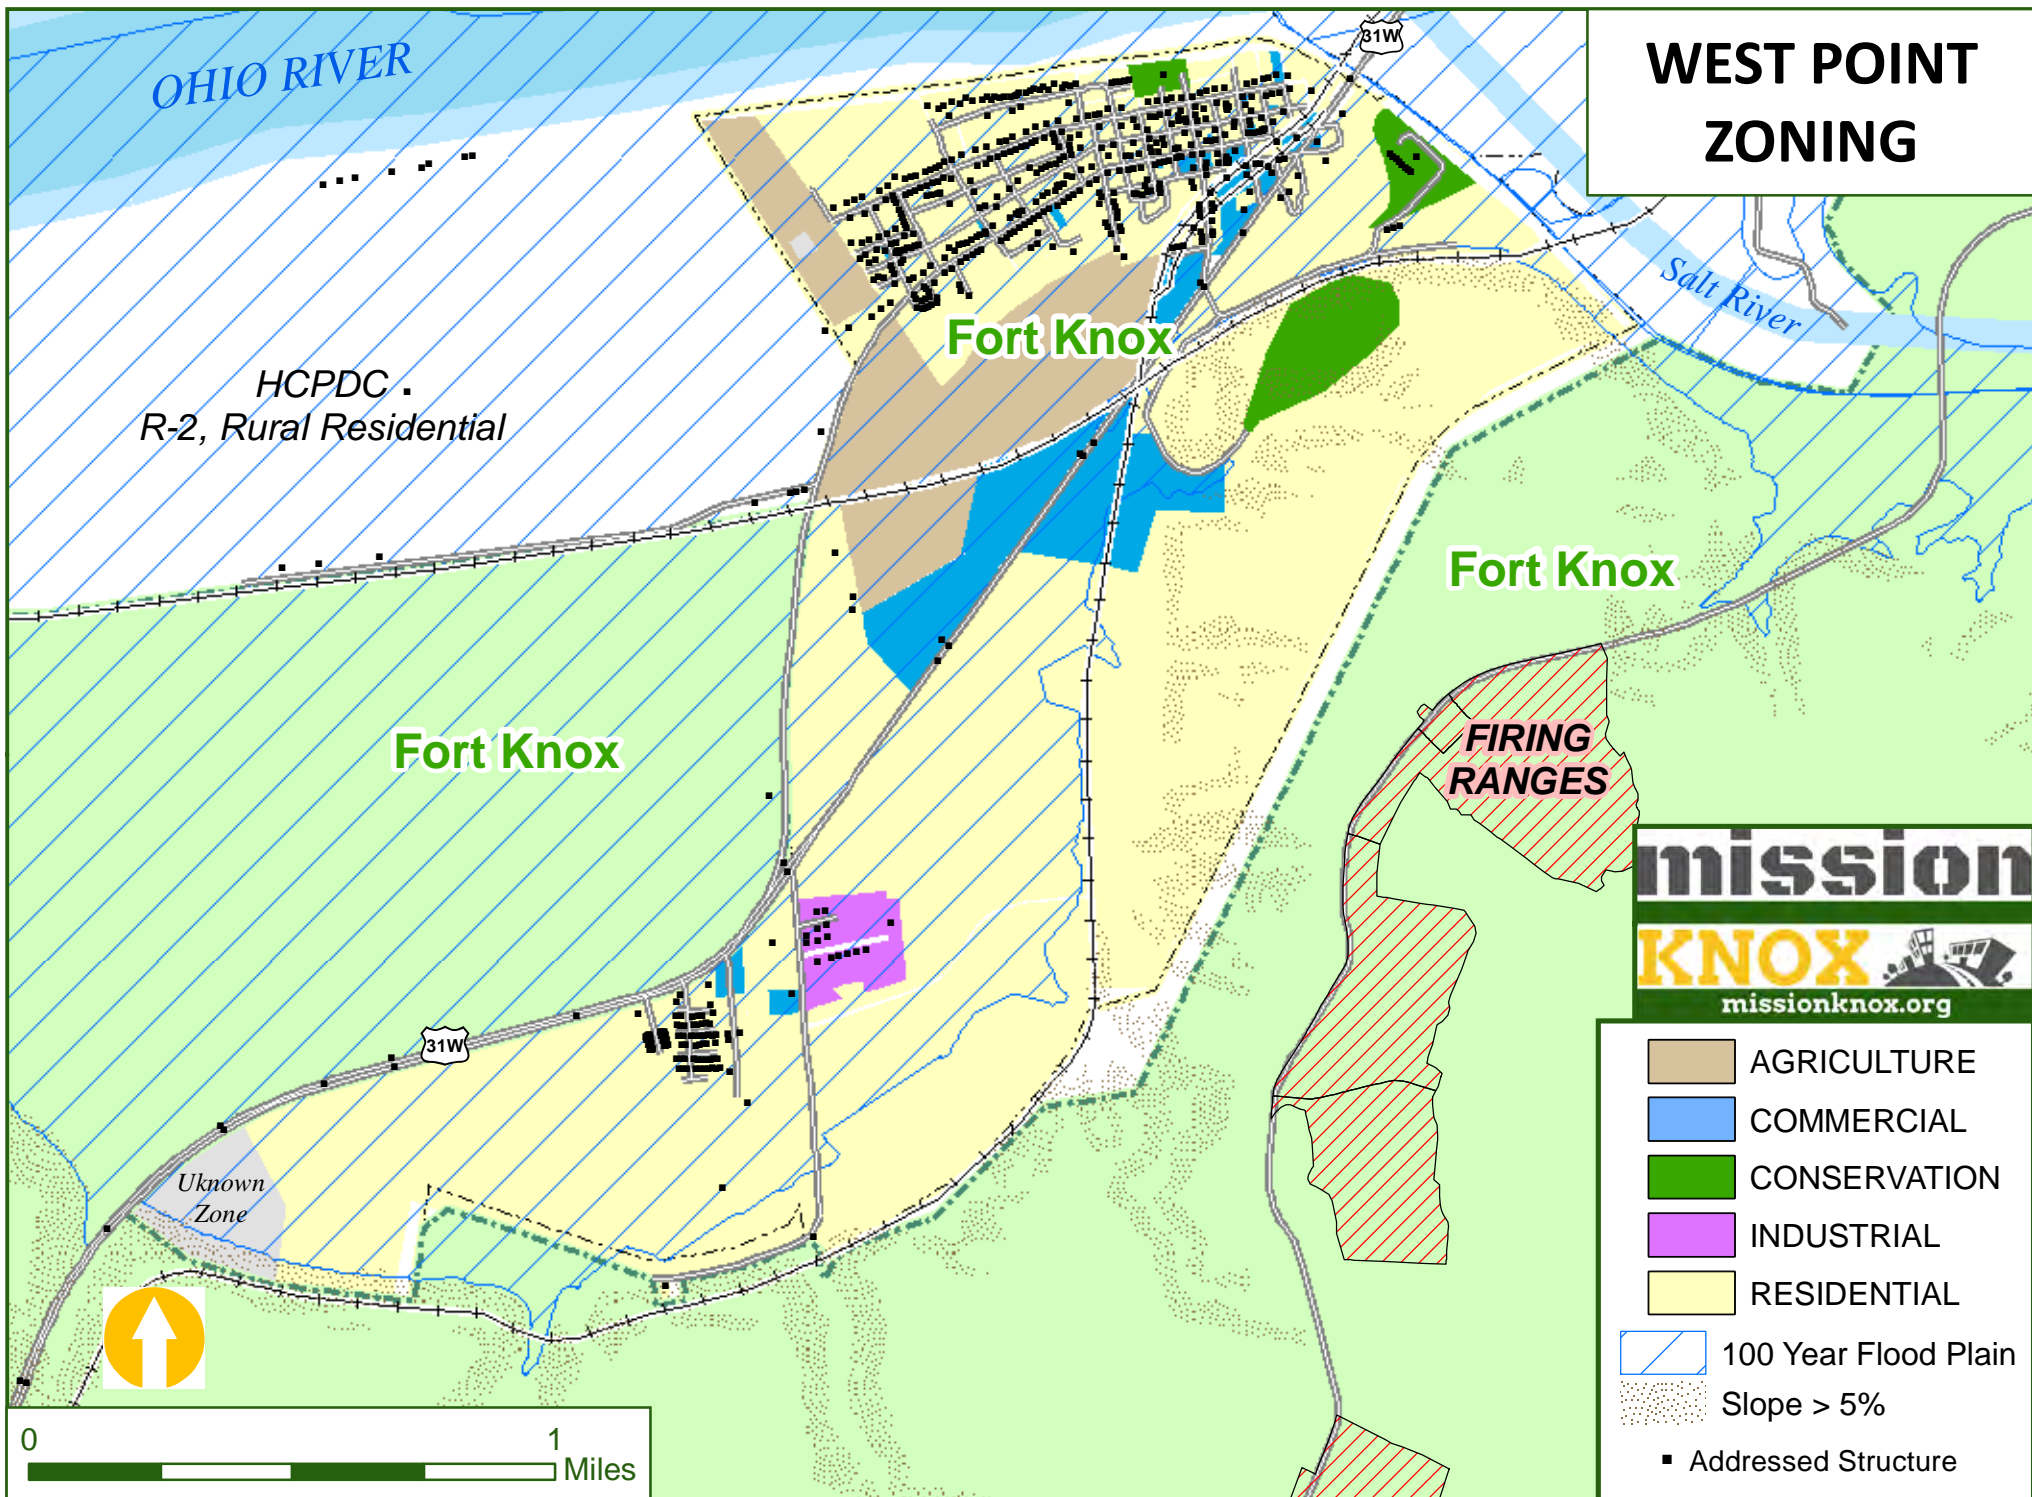 WEST POINT
ZONING
OHIO RIVER
31W
Salt River
Fort Knox
HCPDC
R-2, Rural Residential
Fort Knox
Fort Knox
FIRING
RANGES
31W
Uknown
Zone
mission
KNOX
missionknox.org
AGRICULTURE
COMMERCIAL
CONSERVATION
INDUSTRIAL
RESIDENTIAL
100 Year Flood Plain
Slope > 5%
Addressed Structure
0 1
Miles